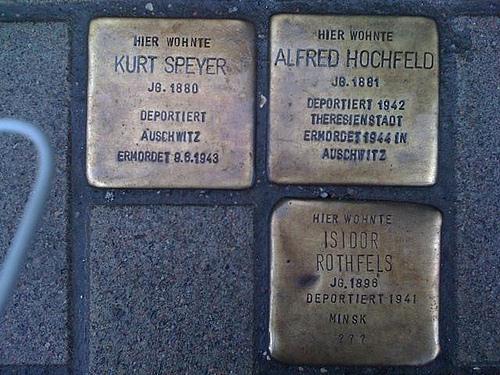 HIER WOHNTE
KURT SPEYER
JG. 1880
DEPORTIERT
AUSCHWITZ
ERMORDET 9.6.1943
HIER WOHNTE
ALFRED HOCHFELD
JG. 1881
DEPORTIERT 1942
THERESIENSTADT
ERMORDET 1944 IN
AUSCHWITZ
HIER WOHNTE
ISIDOR
ROTHFELS
JG. 1896
DEPORTIERT 1941
MINSK
???